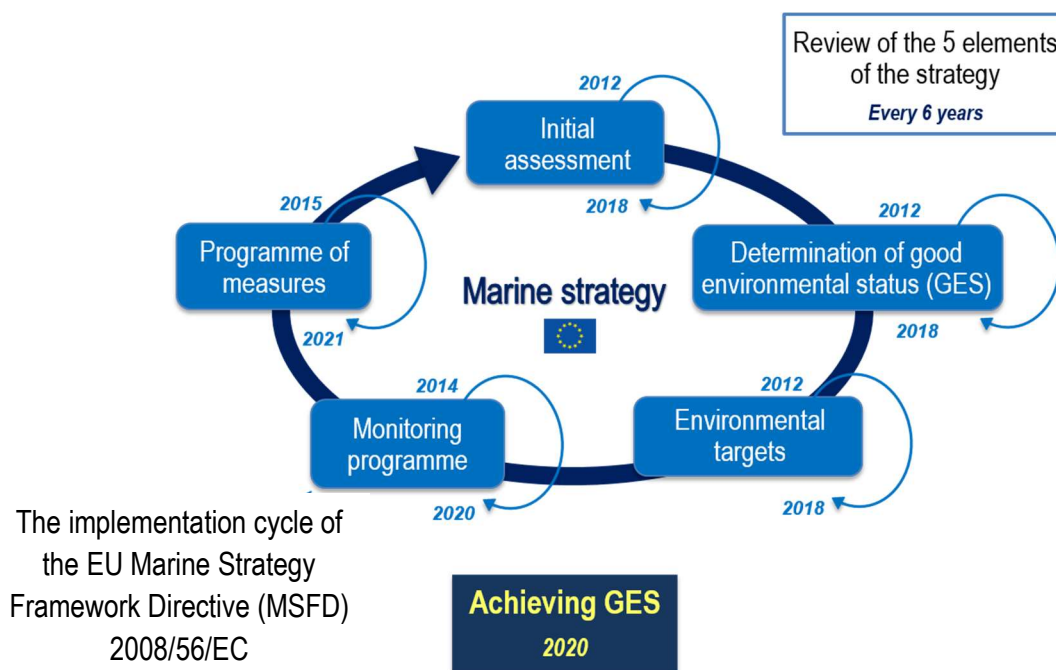 Review of the 5 elements
of the strategy
Every 6 years
2012
Initial
assessment
2018
2012
Determination of good
environmental status (GES)
2018
2012
Environmental
targets
2018
2014
Monitoring
programme
2020
2015
Programme of
measures
2021
Marine strategy
The implementation cycle of
the EU Marine Strategy
Framework Directive (MSFD)
2008/56/EC
Achieving GES
2020